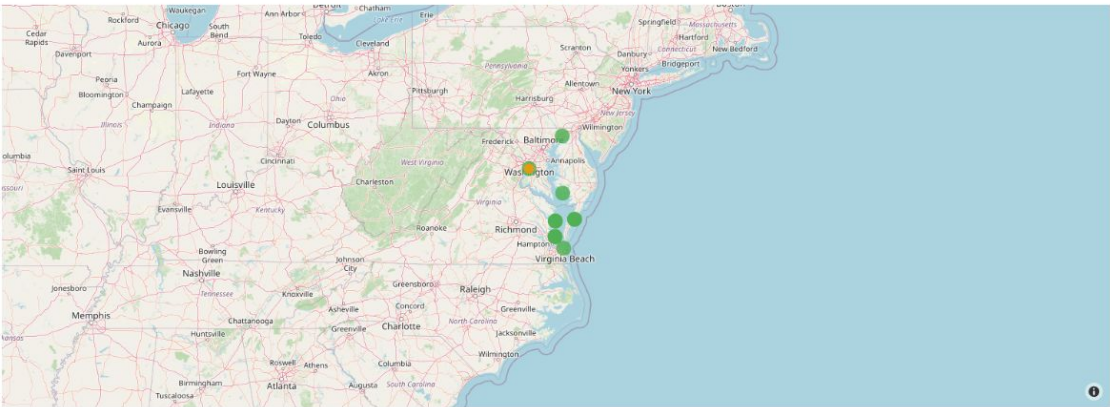 Waukegan
Ann Arbor
Chatham
Rockford
Chicago
South Bend
Toledo
Lake Erie
Erie
Springfield
Massachusetts
Cedar Rapids
Davenport
Aurora
Cleveland
Scranton
Hartford
Danbury
Connecticut
New Bedford
Bridgeport
Yonkers
Peoria
Fort Wayne
Akron
Pennsylvania
Allentown
New York
Bloomington
Lafayette
Pittsburgh
Harrisburg
Champaign
Ohio
New Jersey
Illinois
Indiana
Dayton
Columbus
Wilmington
Frederick
Baltimore
Cincinnati
West Virginia
Annapolis
Saint Louis
Washington
Louisville
Charleston
Evansville
Kentucky
Virginia
Roanoke
Richmond
Hampton
Bowling Green
Johnson City
Virginia Beach
Nashville
Jonesboro
Tennessee
Knoxville
Greensboro
Raleigh
Memphis
Asheville
Concord
Greenville
Chattanooga
Charlotte
North Carolina
Huntsville
Greenville
Jacksonville
Wilmington
Roswell
Athens
Columbia
Birmingham
Atlanta
Augusta
South Carolina
Tuscaloosa
i